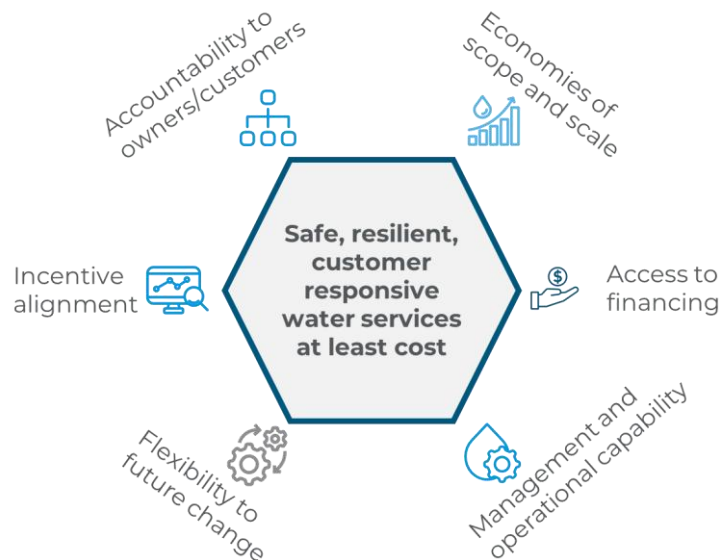 Accountability to
owners/customers
Economies of
scope and scale
Safe, resilient,
customer
responsive
water services
at least cost
Incentive
alignment
$
Access to
financing
Flexibility to
future change
Management and
operational capability